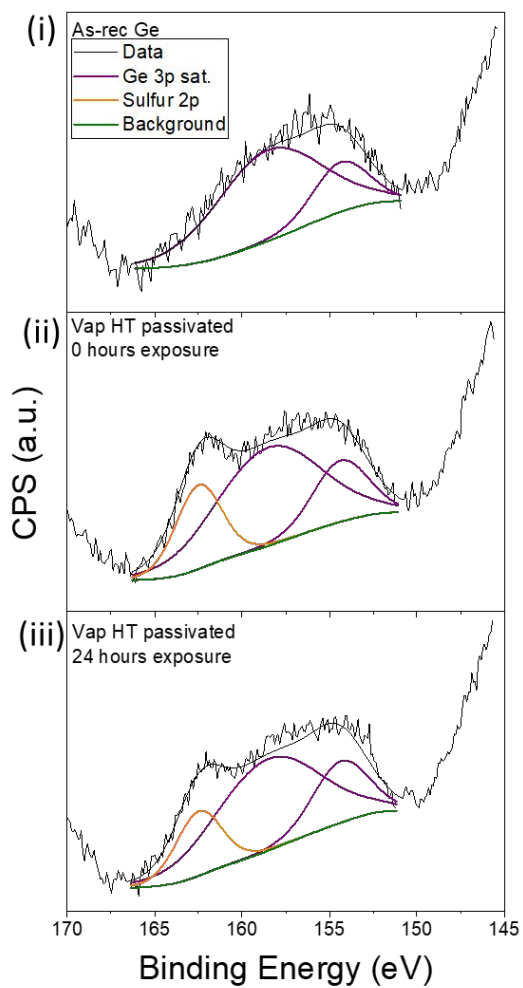 (i)
As-rec Ge
Data
Ge 3p sat.
Sulfur 2p
Background
(ii)
Vap HT passivated
0 hours exposure
CPS (a.u.)
(iii)
Vap HT passivated
24 hours exposure
170 165 160 155 150 145
Binding Energy (eV)